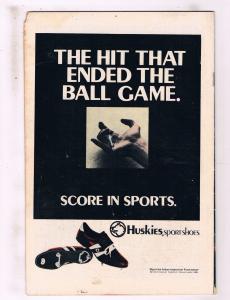 THE HIT THAT
ENDED THE
BALL GAME.
SCORE IN SPORTS.
HUSKIES SPORTSHOES